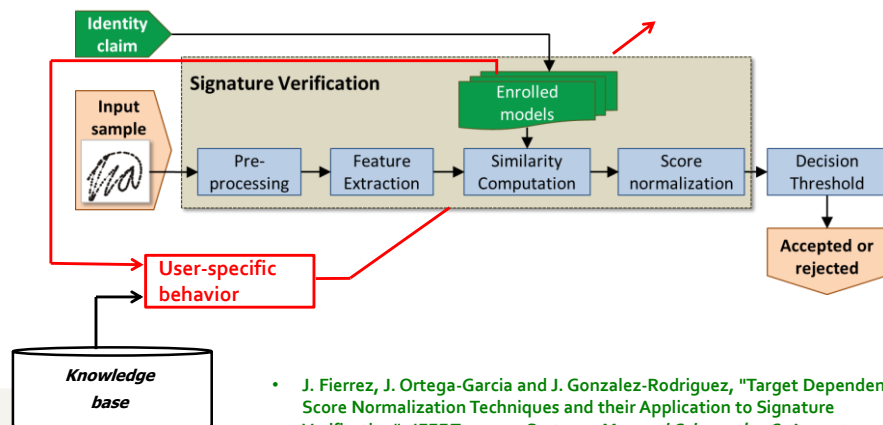 Identity
claim
Signature Verification
Enrolled
models
Input
sample
Pre-
processing
Feature
Extraction
Similarity
Computation
Score
normalization
Decision
Threshold
Accepted or
rejected
User-specific
behavior
Knowledge
base
• J. Fierrez, J. Ortega-Garcia and J. Gonzalez-Rodriguez, "Target Dependen
Score Normalization Techniques and their Application to Signature